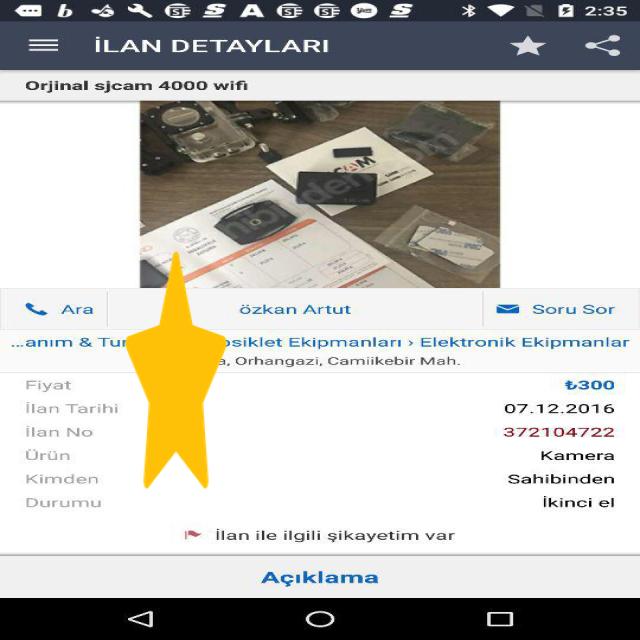 2:35
İLAN DETAYLARI
Orjinal sjcam 4000 wifi
Ara
özkan Artut
Soru Sor
...anım & Tur
osiklet Ekipmanları › Elektronik Ekipmanlar
a, Orhangazi, Camiikebir Mah.
Fiyat
₺300
İlan Tarihi
07.12.2016
İlan No
372104722
Ürün
Kamera
Kimden
Sahibinden
Durumu
İkinci el
İlan ile ilgili şikayetim var
Açıklama